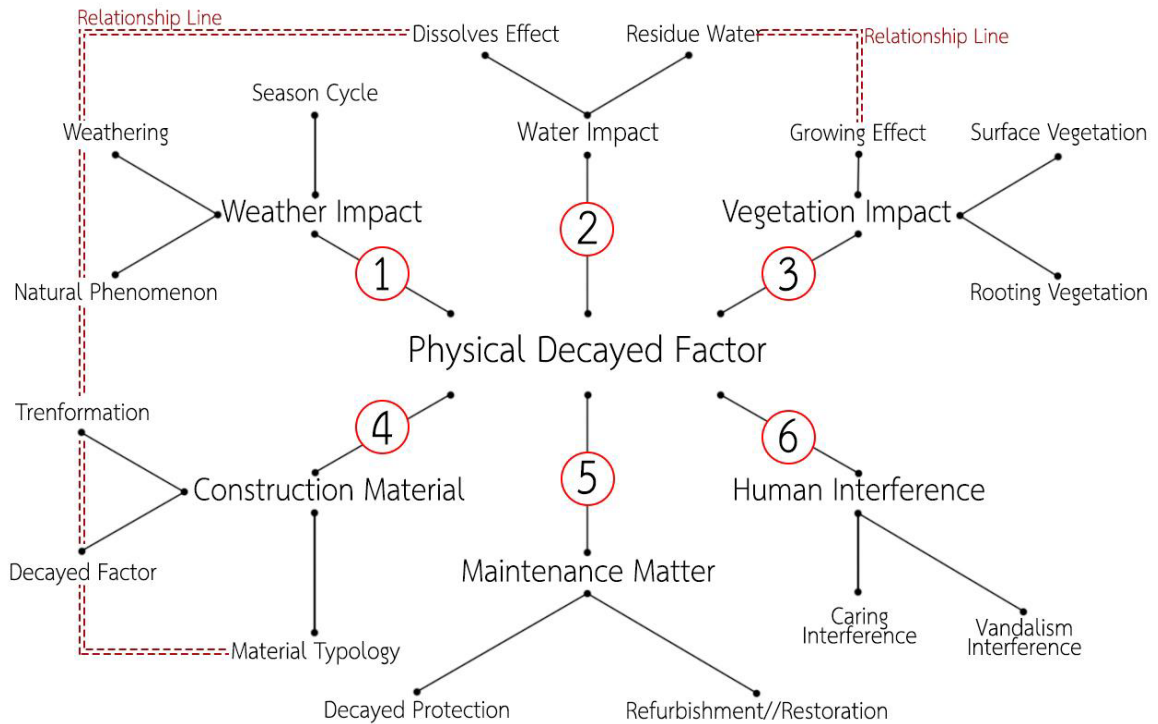 Relationship Line
Dissolves Effect
Residue Water
Relationship Line
Season Cycle
Weathering
Water Impact
Growing Effect
Surface Vegetation
Weather Impact
Vegetation Impact
2
1
3
Natural Phenomenon
Rooting Vegetation
Physical Decayed Factor
Trenformation
4
6
5
Construction Material
Human Interference
Decayed Factor
Maintenance Matter
Caring
Interference
Vandalism
Interference
Material Typology
Decayed Protection
Refurbishment//Restoration